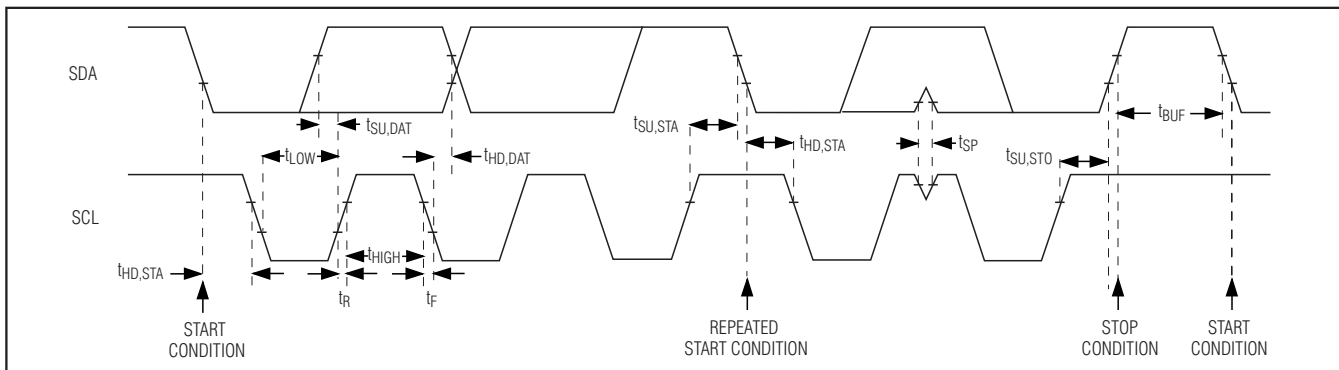 SDA
tSU,DAT
tLOW
tHD,DAT
tSU,STA
tHD,STA
tSP
tBUF
tSU,STO
SCL
tHD,STA
tHIGH
tR
tF
START
CONDITION
REPEATED
START CONDITION
STOP
CONDITION
START
CONDITION